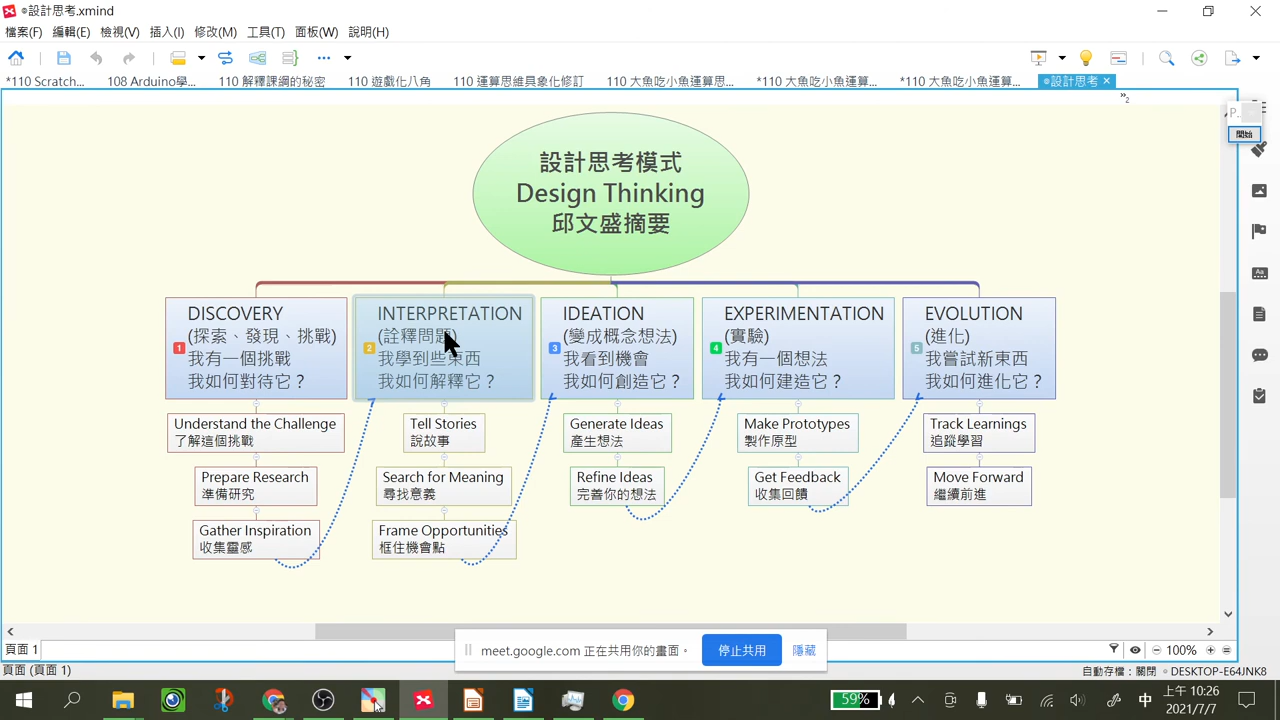 設計思考.xmind
檔案(F) 編輯(E) 檢視(V) 插入(I) 修改(M) 工具(T) 面板(W) 說明(H)
*110 Scratch... 108 Arduino學... 110 解釋課綱的秘密 110 遊戲化八角 110 運算思維具象化修訂 110 大魚吃小魚運算思... *110 大魚吃小魚運算... *110 大魚吃小魚運算... 設計思考
»2
P...
開始
設計思考模式
Design Thinking
邱文盛摘要
1
DISCOVERY
(探索、發現、挑戰)
我有一個挑戰
我如何對待它？
Understand the Challenge
了解這個挑戰
Prepare Research
準備研究
Gather Inspiration
收集靈感
2
INTERPRETATION
(詮釋問題)
我學到些東西
我如何解釋它？
Tell Stories
說故事
Search for Meaning
尋找意義
Frame Opportunities
框住機會點
3
IDEATION
(變成概念想法)
我看到機會
我如何創造它？
Generate Ideas
產生想法
Refine Ideas
完善你的想法
4
EXPERIMENTATION
(實驗)
我有一個想法
我如何建造它？
Make Prototypes
製作原型
Get Feedback
收集回饋
5
EVOLUTION
(進化)
我嘗試新東西
我如何進化它？
Track Learnings
追蹤學習
Move Forward
繼續前進
meet.google.com 正在共用你的畫面。 停止共用 隱藏
頁面 1
100%
頁面 (頁面 1)
自動存檔：關閉 DESKTOP-E64JNK8
59%
中
上午 10:26
2021/7/7